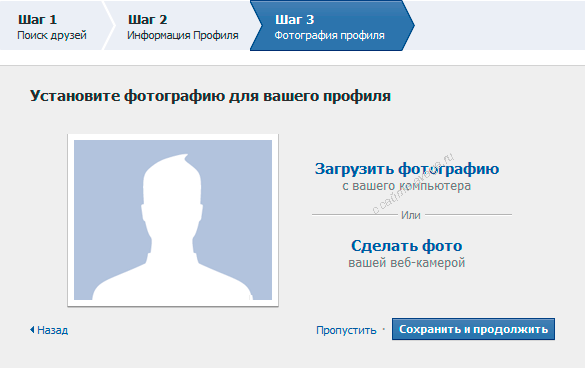 Шаг 1
Поиск друзей
Шаг 2
Информация Профиля
Шаг 3
Фотография профиля
Установите фотографию для вашего профиля
Загрузить фотографию
с вашего компьютера
Или
Сделать фото
вашей веб-камерой
Назад
Пропустить ·
Сохранить и продолжить